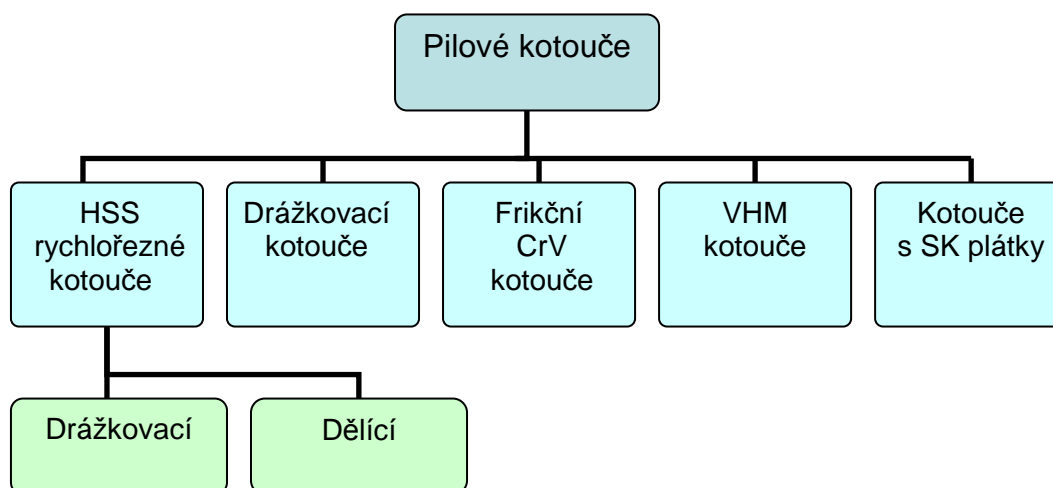 Pilové kotouče
HSS
rychlořezné
kotouče
Drážkovací
kotouče
Frikční
CrV
kotouče
VHM
kotouče
Kotouče
s SK plátky
Drážkovací
Dělící